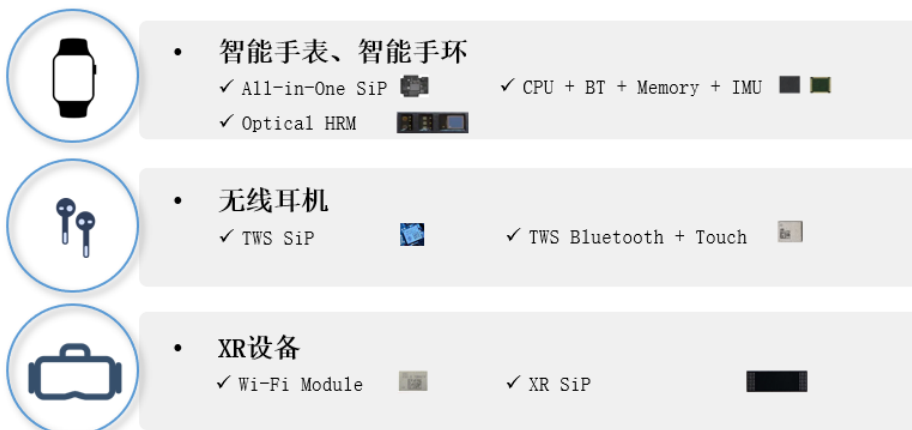 • 智能手表、智能手环
✓ All-in-One SiP ✓ CPU + BT + Memory + IMU
✓ Optical HRM
• 无线耳机
✓ TWS SiP ✓ TWS Bluetooth + Touch
• XR设备
✓ Wi-Fi Module ✓ XR SiP